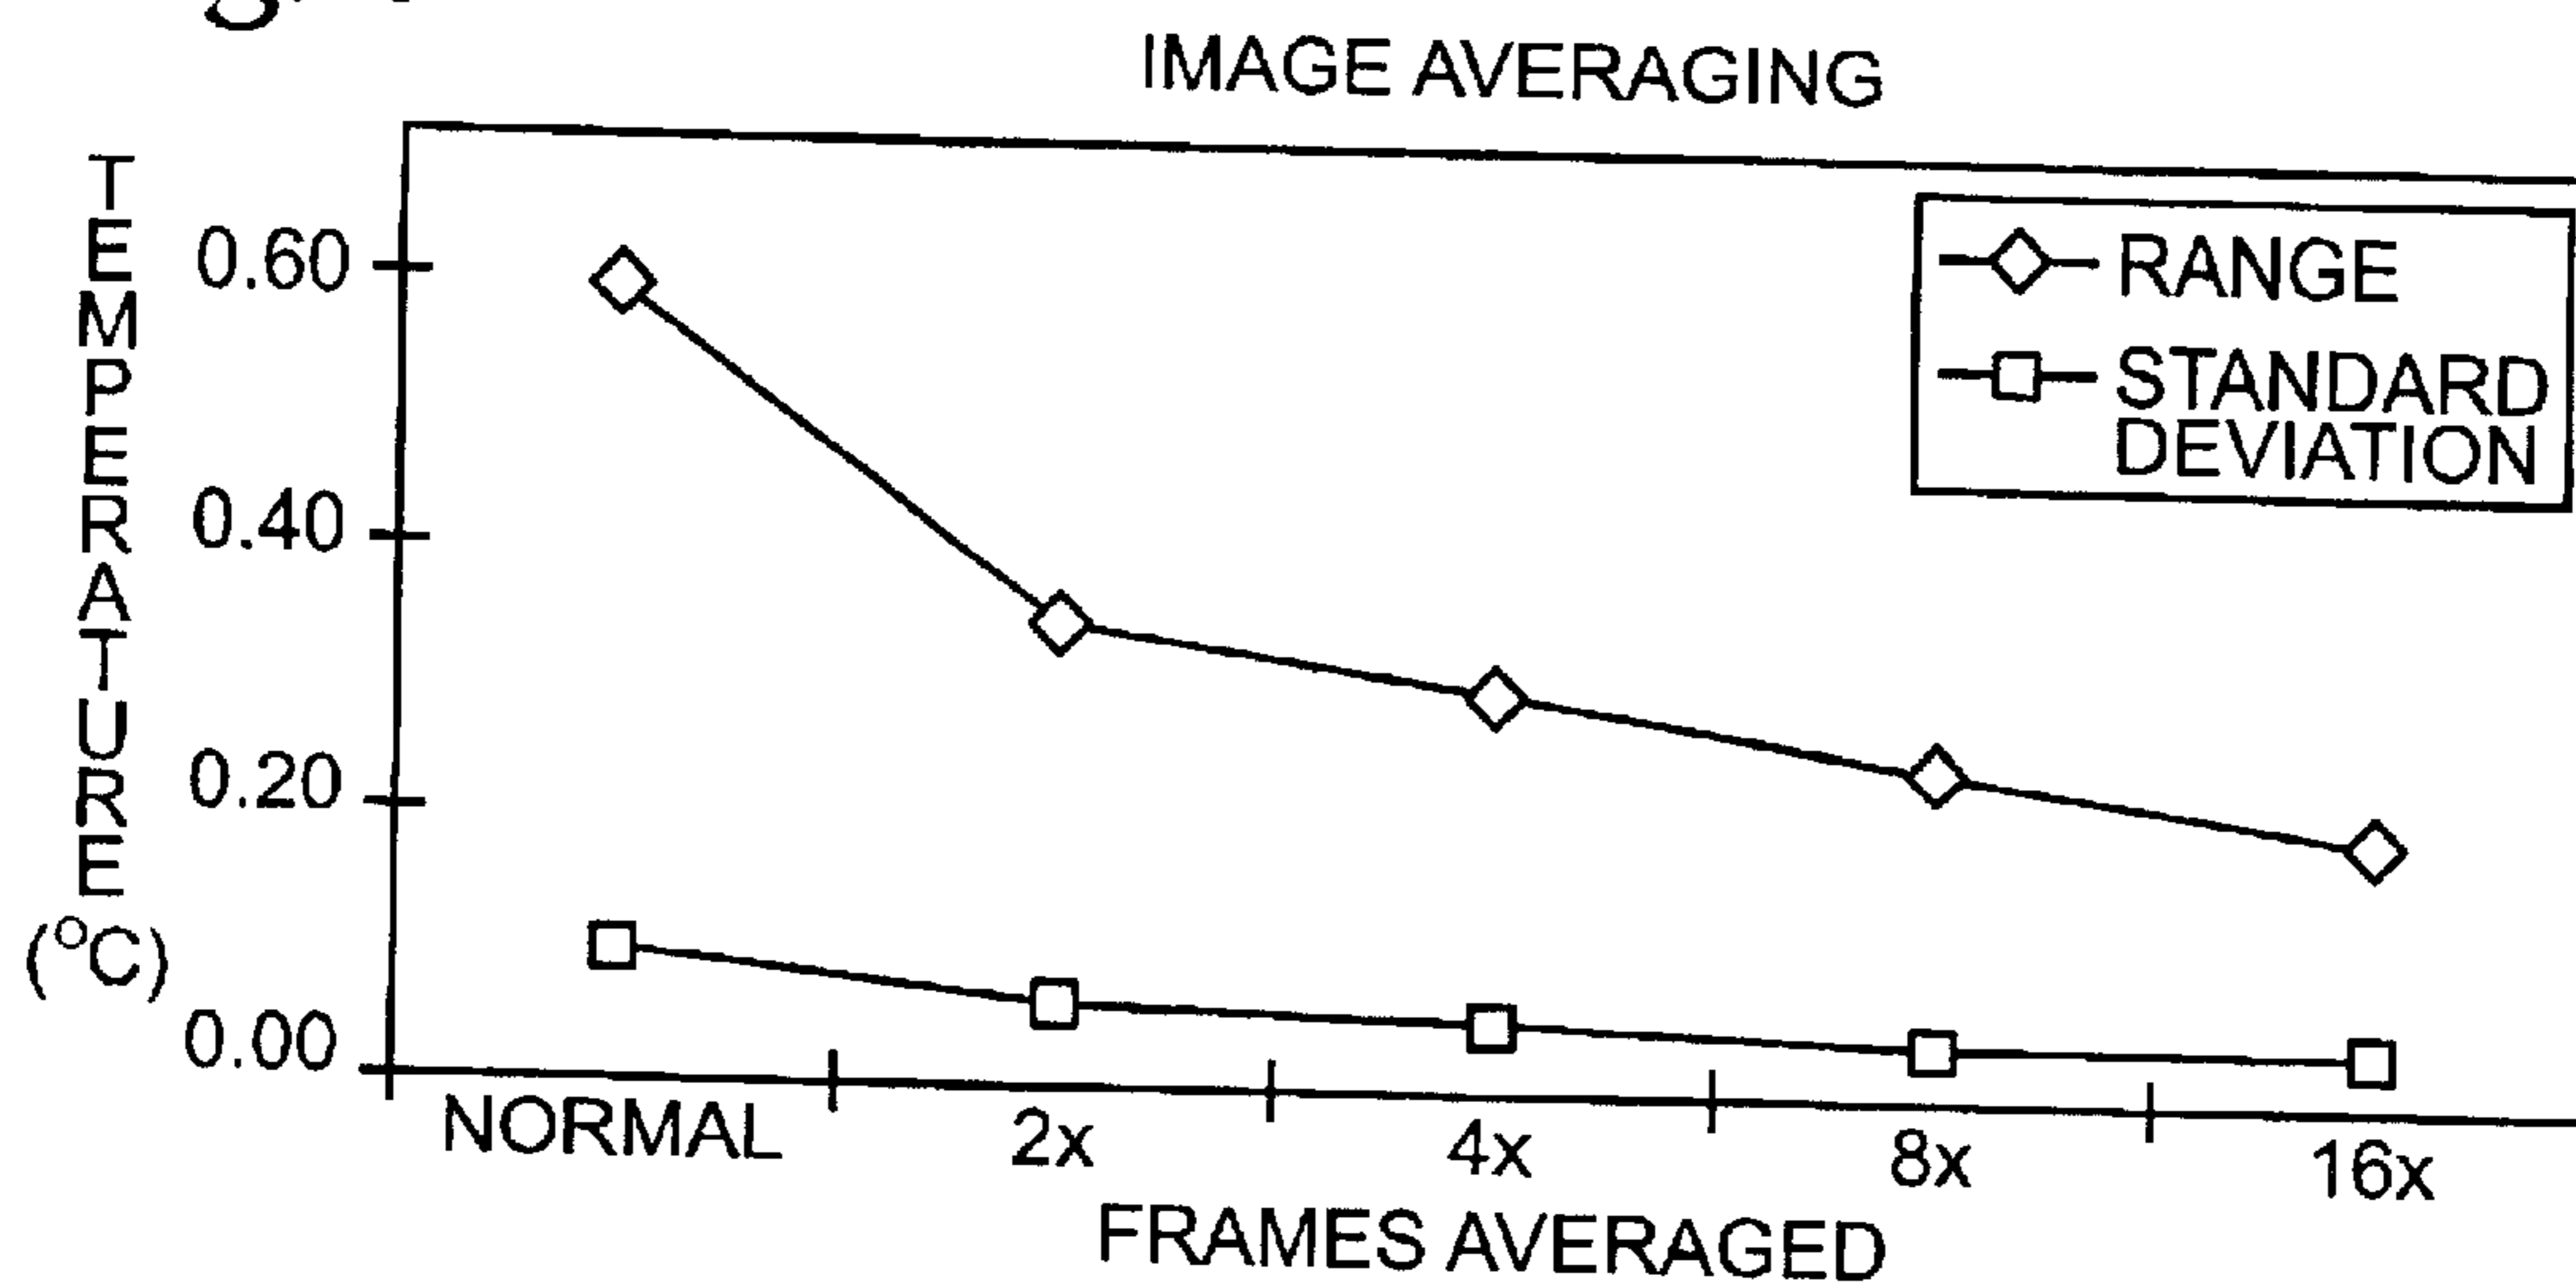 IMAGE AVERAGING
TEMPERATURE
(°C)
0.60
0.40
0.20
0.00
RANGE
STANDARD
DEVIATION
NORMAL 2x 4x 8x 16x
FRAMES AVERAGED